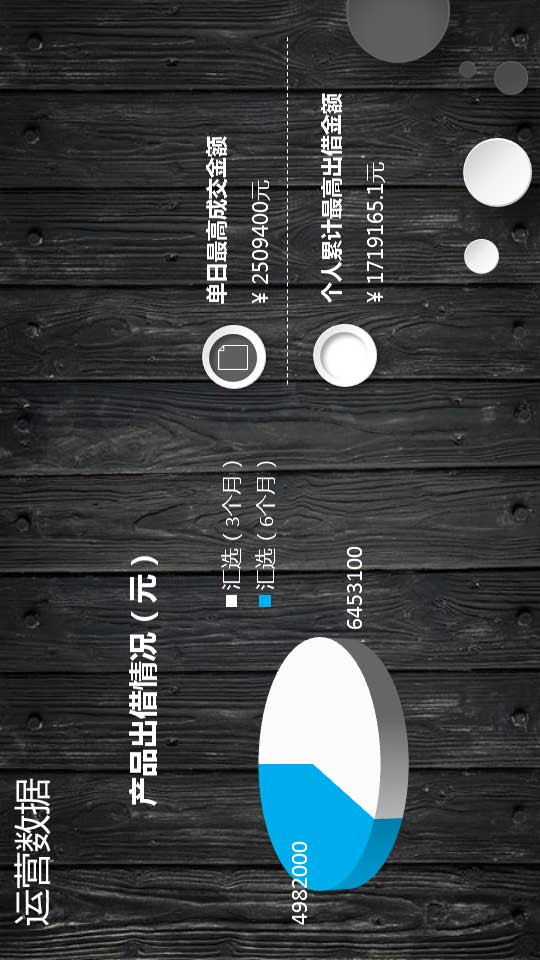 运营数据
产品出借情况（元）
汇选（3个月）
汇选（6个月）
6453100
4982000
单日最高成交金额
¥ 2509400元
个人累计最高出借金额
¥ 1719165.1元